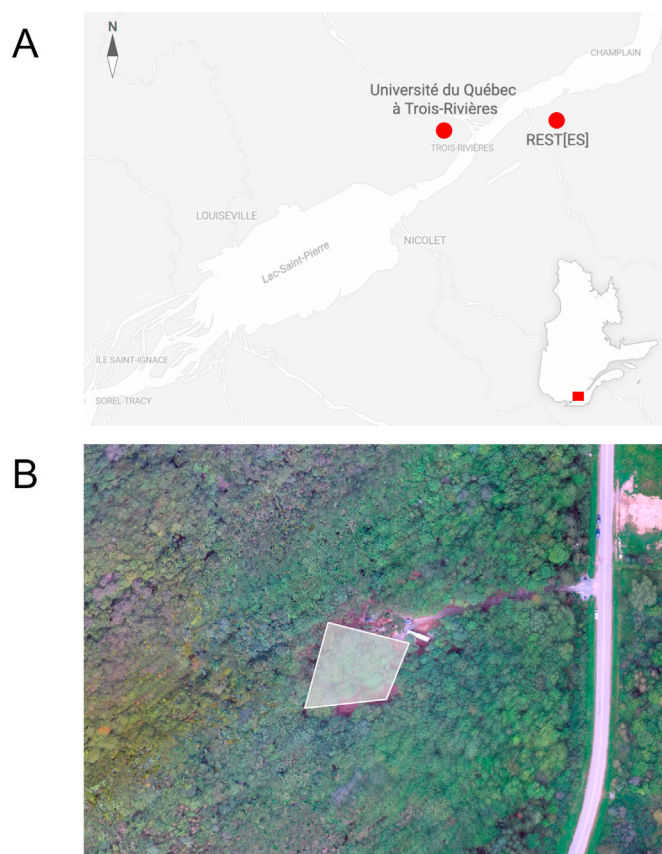 A
N
CHAMPLAIN
Université du Québec
à Trois-Rivières
TROIS-RIVIÈRES
REST[ES]
LOUISEVILLE
NICOLET
Lac-Saint-Pierre
ÎLE SAINT-IGNACE
SOREL-TRACY
B